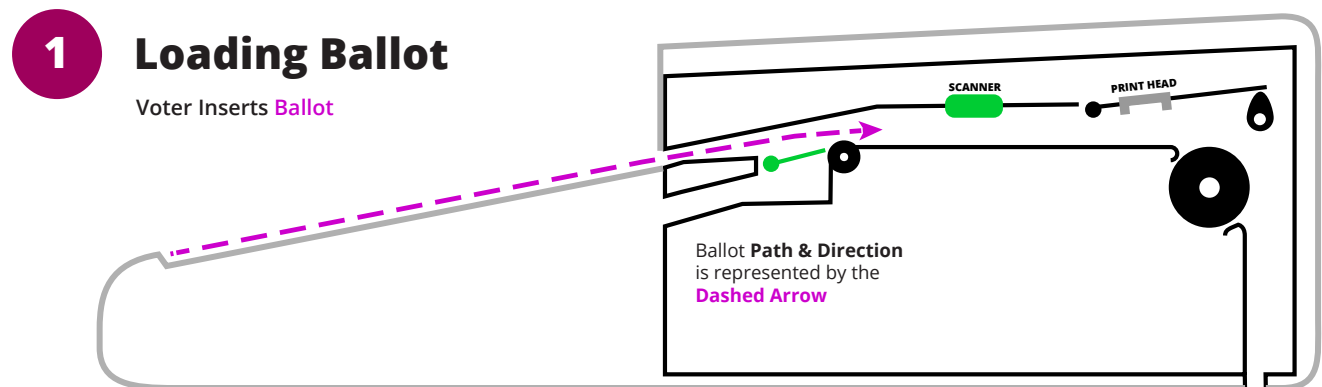 1
Loading Ballot
Voter Inserts Ballot
SCANNER
PRINT HEAD
Ballot Path & Direction
is represented by the
Dashed Arrow